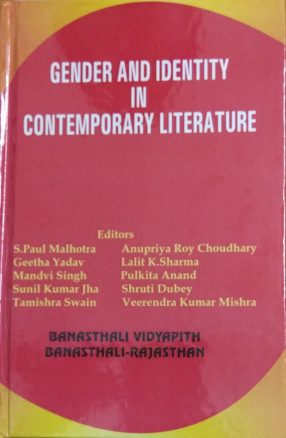 GENDER AND IDENTITY
IN
CONTEMPORARY LITERATURE
Editors
S.Paul Malhotra Anupriya Roy Choudhary
Geetha Yadav Lalit K.Sharma
Mandvi Singh Pulkita Anand
Sunil Kumar Jha Shruti Dubey
Tamishra Swain Veerendra Kumar Mishra
BANASTHALI VIDYAPITH
BANASTHALI-RAJASTHAN